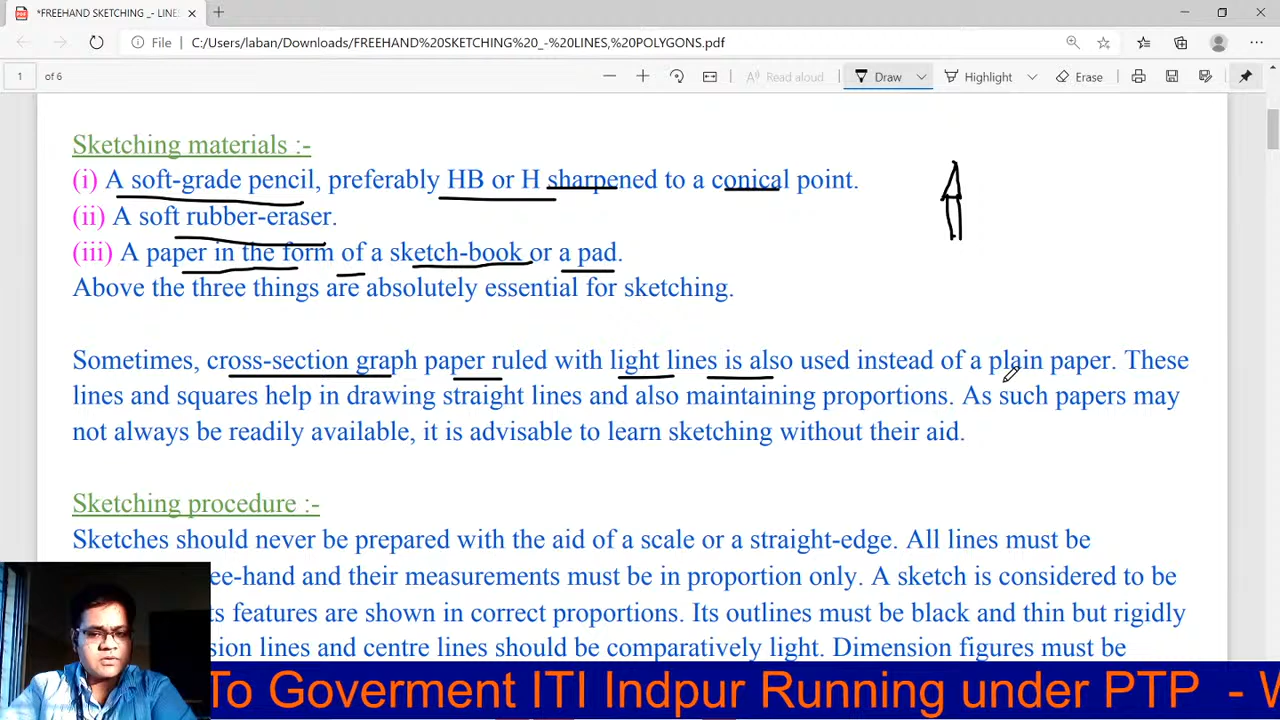 *FREEHAND SKETCHING _- LINE
File C:/Users/laban/Downloads/FREEHAND%20SKETCHING%20_-%20LINES,%20POLYGONS.pdf
1 of 6 Read aloud Draw Highlight Erase
Sketching materials :-
(i) A soft-grade pencil, preferably HB or H sharpened to a conical point.
(ii) A soft rubber-eraser.
(iii) A paper in the form of a sketch-book or a pad.
Above the three things are absolutely essential for sketching.
Sometimes, cross-section graph paper ruled with light lines is also used instead of a plain paper. These
lines and squares help in drawing straight lines and also maintaining proportions. As such papers may
not always be readily available, it is advisable to learn sketching without their aid.
Sketching procedure :-
Sketches should never be prepared with the aid of a scale or a straight-edge. All lines must be
ee-hand and their measurements must be in proportion only. A sketch is considered to be
ts features are shown in correct proportions. Its outlines must be black and thin but rigidly
sion lines and centre lines should be comparatively light. Dimension figures must be
To Goverment ITI Indpur Running under PTP - W